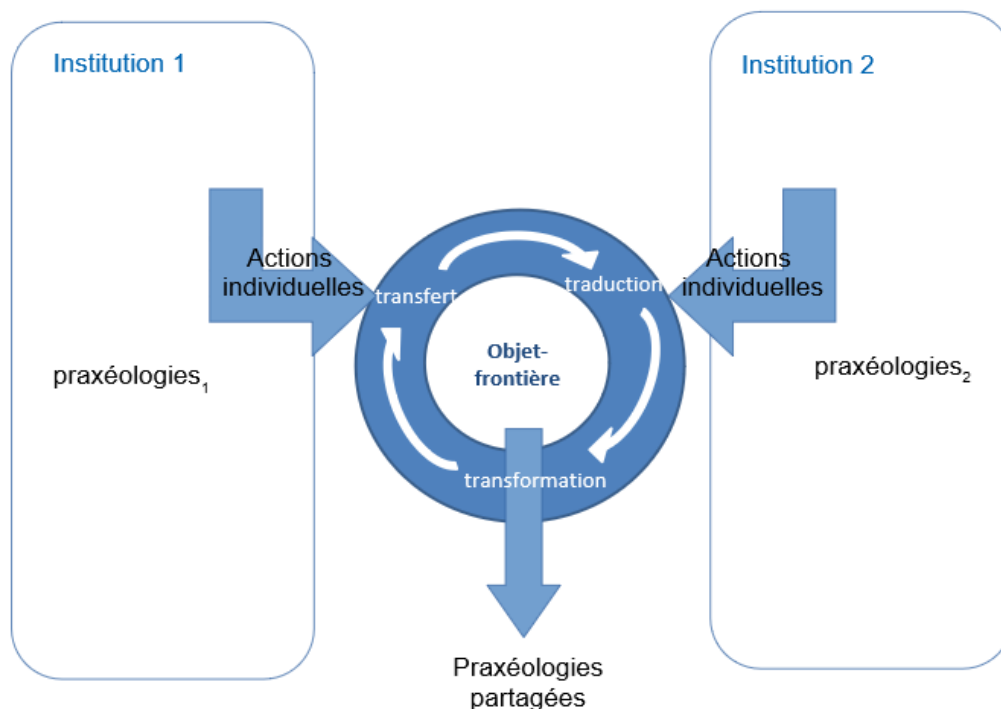 Institution 1
Institution 2
Actions
individuelles
Actions
individuelles
transfert
traduction
Objet-
frontière
praxéologies₁
praxéologies₂
transformation
Praxéologies
partagées